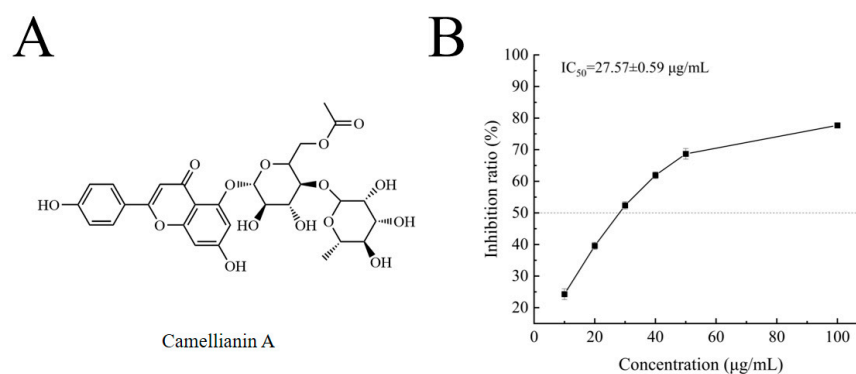 A
O
O
HO
O
O
OH
O
O
HO
OH
O
O
OH
OH
OH
Camellianin A
B
IC50=27.57±0.59 μg/mL
Inhibition ratio (%)
100
90
80
70
60
50
40
30
20
0
20
40
60
80
100
Concentration (μg/mL)